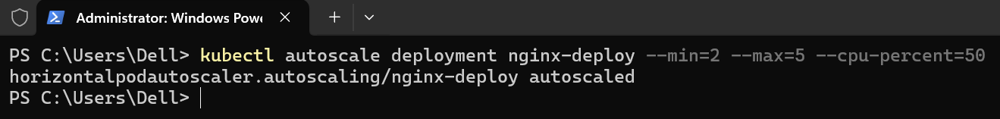 Administrator: Windows Pow
PS C:\Users\Dell> kubectl autoscale deployment nginx-deploy --min=2 --max=5 --cpu-percent=50
horizontalpodautoscaler.autoscaling/nginx-deploy autoscaled
PS C:\Users\Dell>